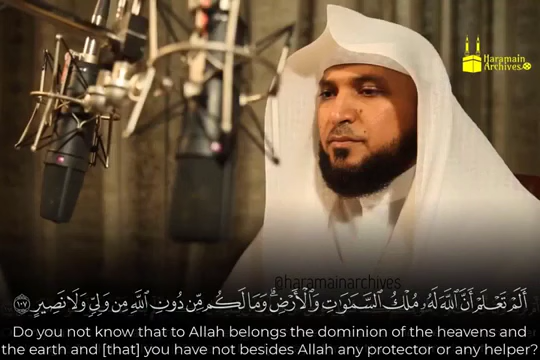 Haramain
Archives
@haramainarchives
أَلَمْ تَعْلَمْ أَنَّ ٱللَّهَ لَهُۥ مُلْكُ ٱلسَّمَٰوَٰتِ وَٱلْأَرْضِ ۗ وَمَا لَكُم مِّن دُونِ ٱللَّهِ مِن وَلِىٍّ وَلَا نَصِيرٍ ١٠٧
Do you not know that to Allah belongs the dominion of the heavens and
the earth and [that] you have not besides Allah any protector or any helper?